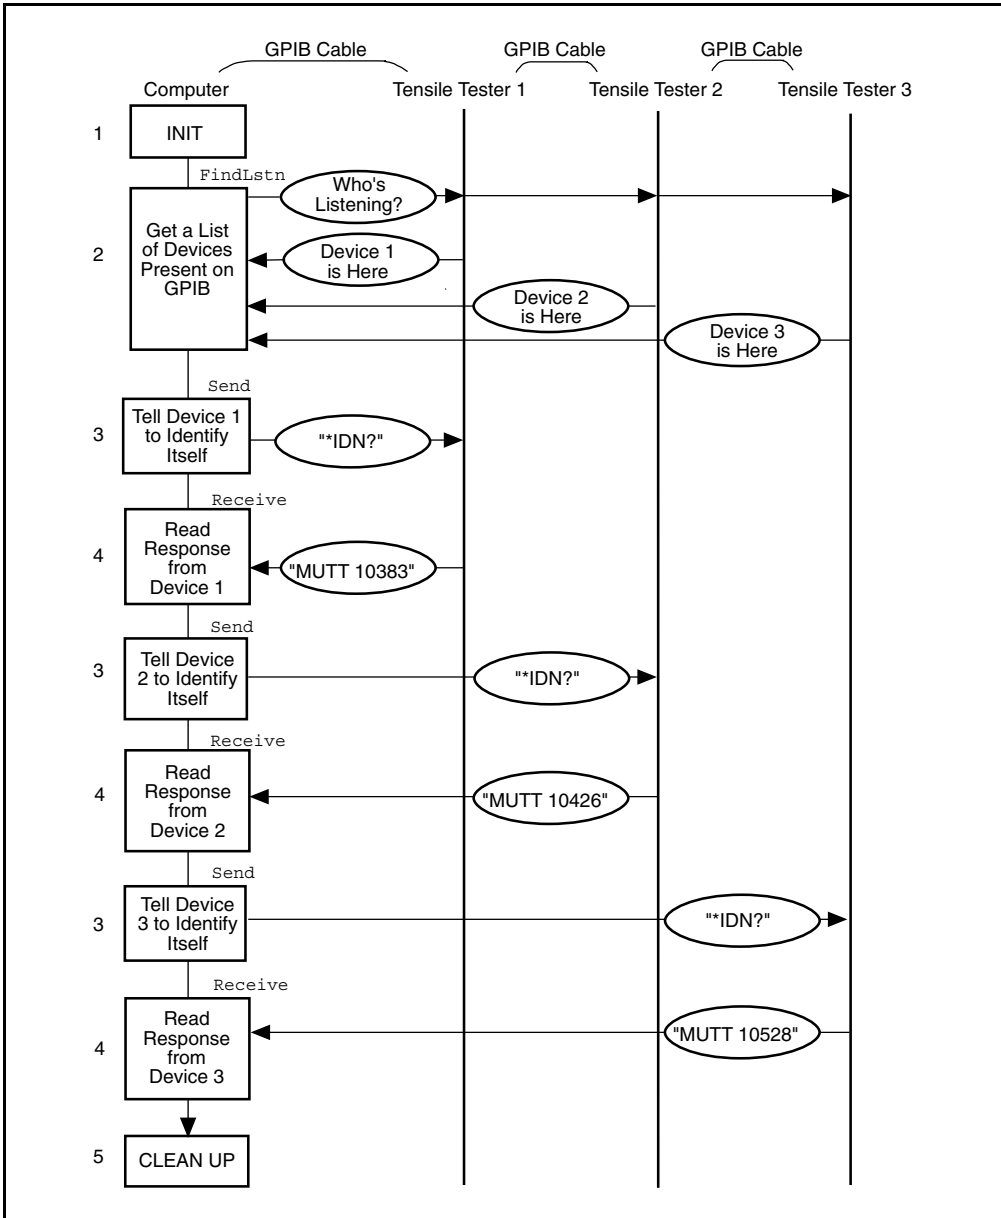 GPIB Cable GPIB Cable GPIB Cable
Computer Tensile Tester 1 Tensile Tester 2 Tensile Tester 3
1 INIT
FindLstn
Who's
Listening?
2
Get a List
of Devices
Present on
GPIB
Device 1
is Here
Device 2
is Here
Device 3
is Here
Send
3
Tell Device 1
to Identify
Itself
"*IDN?"
Receive
4
Read
Response
from
Device 1
"MUTT 10383"
Send
3
Tell Device
2 to Identify
Itself
"*IDN?"
Receive
4
Read
Response
from
Device 2
"MUTT 10426"
Send
3
Tell Device
3 to Identify
Itself
"*IDN?"
Receive
4
Read
Response
from
Device 3
"MUTT 10528"
5 CLEAN UP